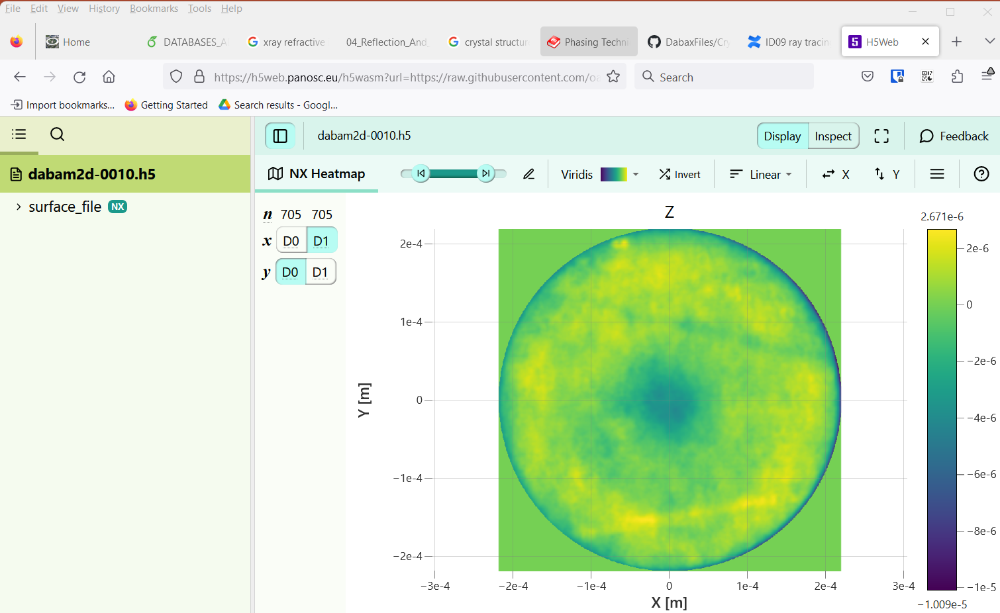 File Edit View History Bookmarks Tools Help
Home DATABASES_A xray refractive 04_Reflection_And_ crystal structur Phasing Techni DabaxFiles/Cry ID09 ray tracin H5Web
https://h5web.panosc.eu/h5wasm?url=https://raw.githubusercontent.com/oa Search
Import bookmarks... Getting Started Search results - Googl...
dabam2d-0010.h5 Display Inspect Feedback
dabam2d-0010.h5
surface_file NX
NX Heatmap Viridis Invert Linear X Y
n 705 705
x D0 D1
y D0 D1
Z
2e-4
1e-4
0
−1e-4
−2e-4
Y [m]
−3e-4 −2e-4 −1e-4 0 1e-4 2e-4 3e-4
X [m]
2.671e-6
2e-6
0
−2e-6
−4e-6
−6e-6
−8e-6
−1e-5
−1.009e-5